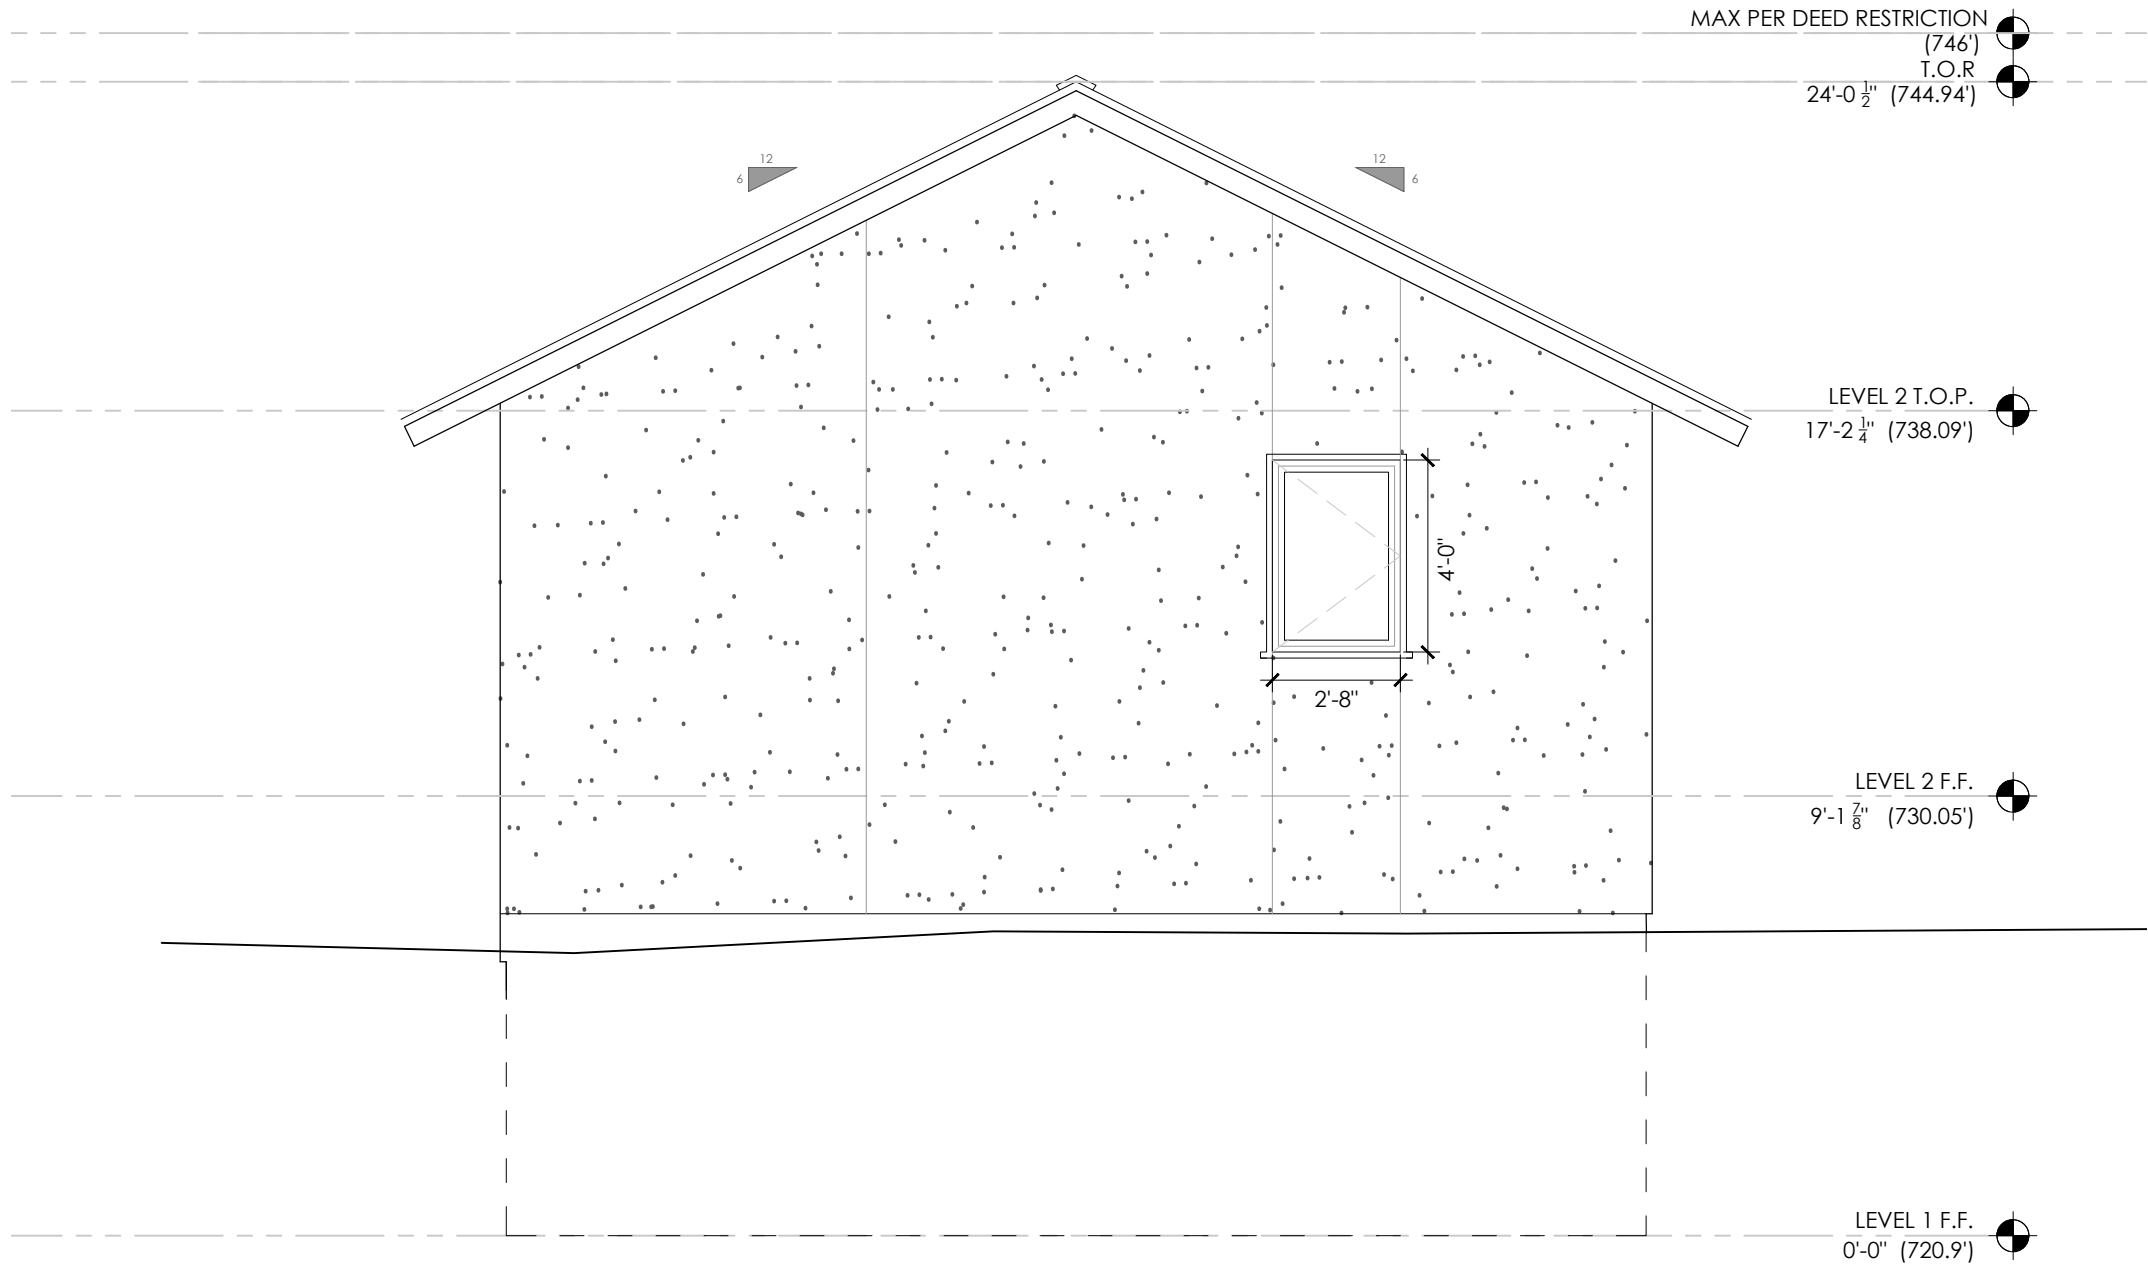 MAX PER DEED RESTRICTION
(746')
T.O.R
24'-0 1/2" (744.94')
12
6
12
6
LEVEL 2 T.O.P.
17'-2 1/4" (738.09')
4'-0"
2'-8"
LEVEL 2 F.F.
9'-1 7/8" (730.05')
LEVEL 1 F.F.
0'-0" (720.9')